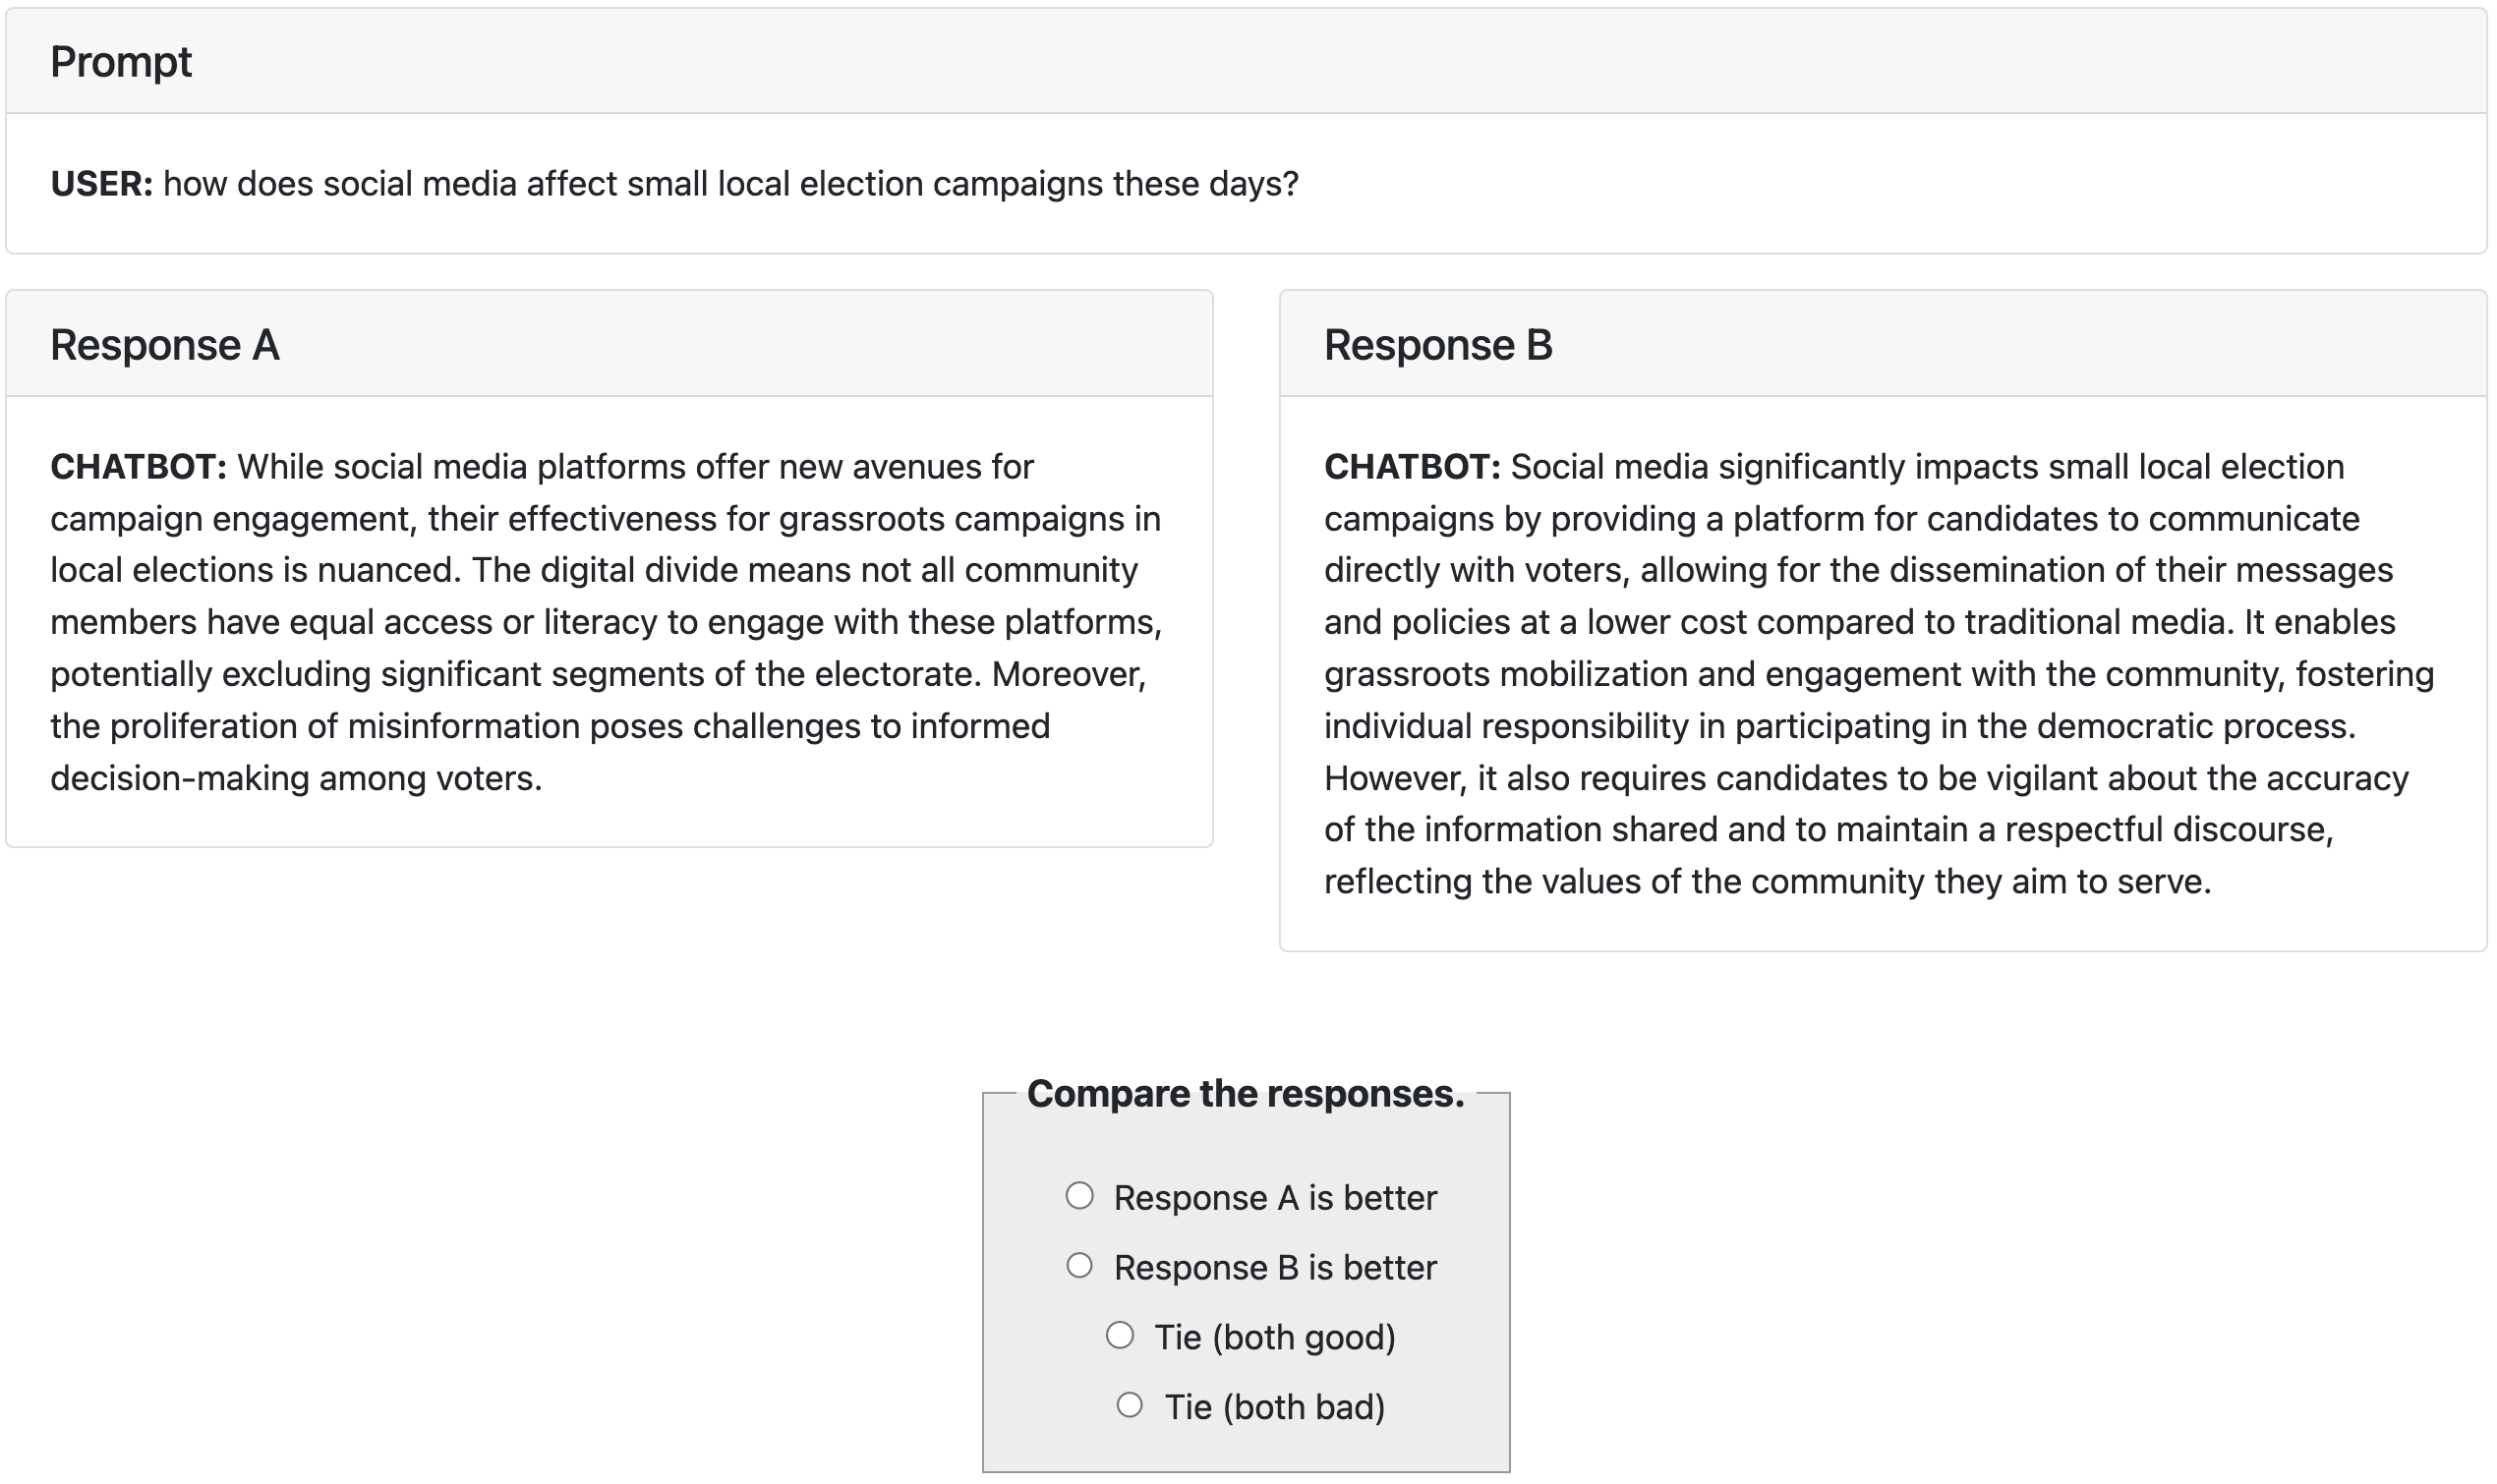 Prompt
USER: how does social media affect small local election campaigns these days?
Response A
CHATBOT: While social media platforms offer new avenues for
campaign engagement, their effectiveness for grassroots campaigns in
local elections is nuanced. The digital divide means not all community
members have equal access or literacy to engage with these platforms,
potentially excluding significant segments of the electorate. Moreover,
the proliferation of misinformation poses challenges to informed
decision-making among voters.
Response B
CHATBOT: Social media significantly impacts small local election
campaigns by providing a platform for candidates to communicate
directly with voters, allowing for the dissemination of their messages
and policies at a lower cost compared to traditional media. It enables
grassroots mobilization and engagement with the community, fostering
individual responsibility in participating in the democratic process.
However, it also requires candidates to be vigilant about the accuracy
of the information shared and to maintain a respectful discourse,
reflecting the values of the community they aim to serve.
Compare the responses.
Response A is better
Response B is better
Tie (both good)
Tie (both bad)